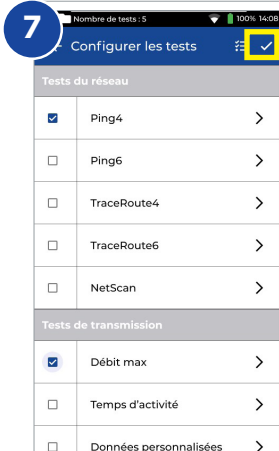 7
Nombre de tests : 5
100% 14:08
Configurer les tests
Tests du réseau
Ping4
Ping6
TraceRoute4
TraceRoute6
NetScan
Tests de transmission
Débit max
Temps d'activité
Données personnalisées